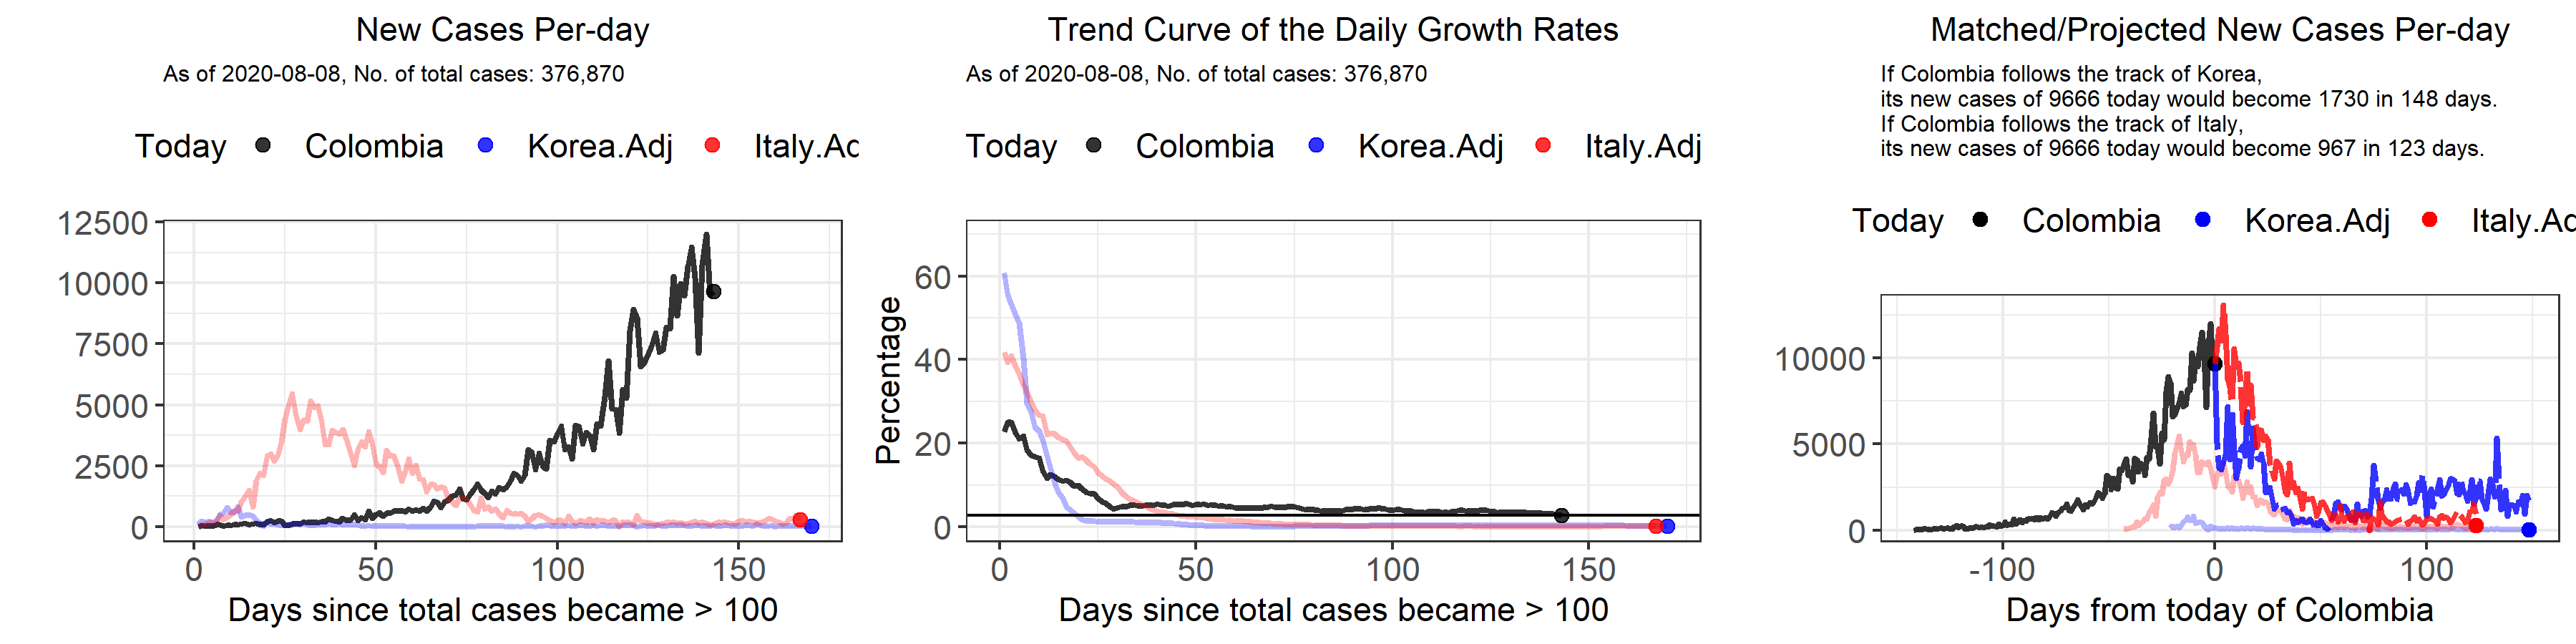 New Cases Per-day
As of 2020-08-08, No. of total cases: 376,870
Today Colombia Korea.Adj Italy.Ac
12500
10000
7500
5000
2500
0
0 50 100 150
Days since total cases became > 100
Trend Curve of the Daily Growth Rates
As of 2020-08-08, No. of total cases: 376,870
Today Colombia Korea.Adj Italy.Adj
Percentage
60
40
20
0
0 50 100 150
Days since total cases became > 100
Matched/Projected New Cases Per-day
If Colombia follows the track of Korea,
its new cases of 9666 today would become 1730 in 148 days.
If Colombia follows the track of Italy,
its new cases of 9666 today would become 967 in 123 days.
Today Colombia Korea.Adj Italy.Ad
10000
5000
0
-100 0 100
Days from today of Colombia